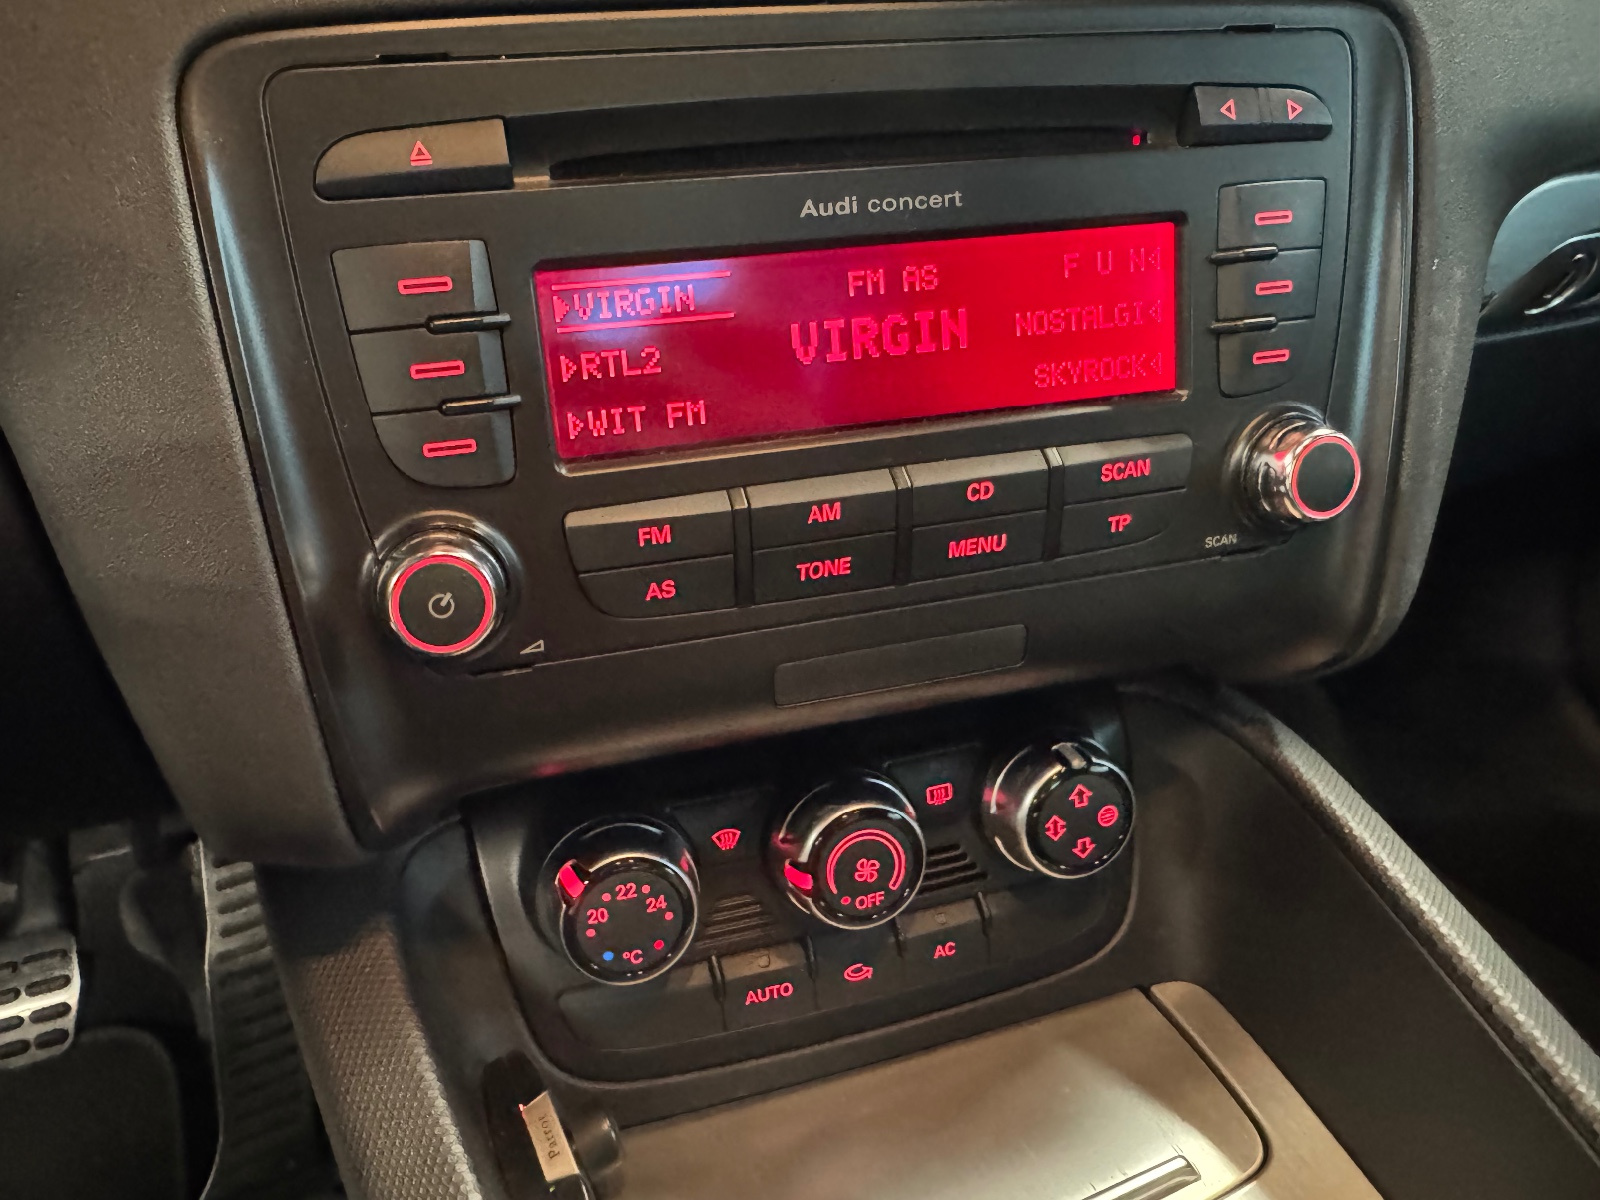 Audi concert
VIRGIN
RTL2
WIT FM
FM AS
VIRGIN
F U N
NOSTALGI
SKYROCK
FM
AM
CD
SCAN
AS
TONE
MENU
TP
SCAN
20 22 24
°C
OFF
AUTO
AC
Parrot